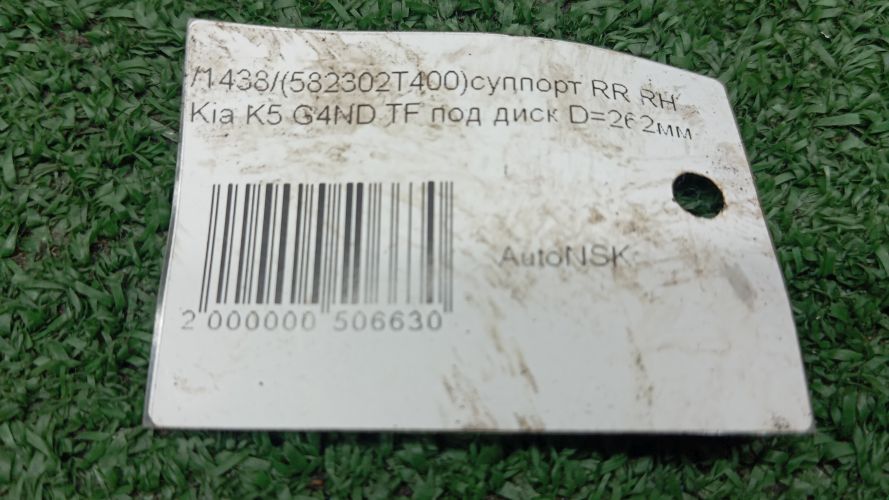 /1438/(582302T400)суппорт RR RH
Kia K5 G4ND TF под диск D=262мм
AutoNSK
2 000000 506630